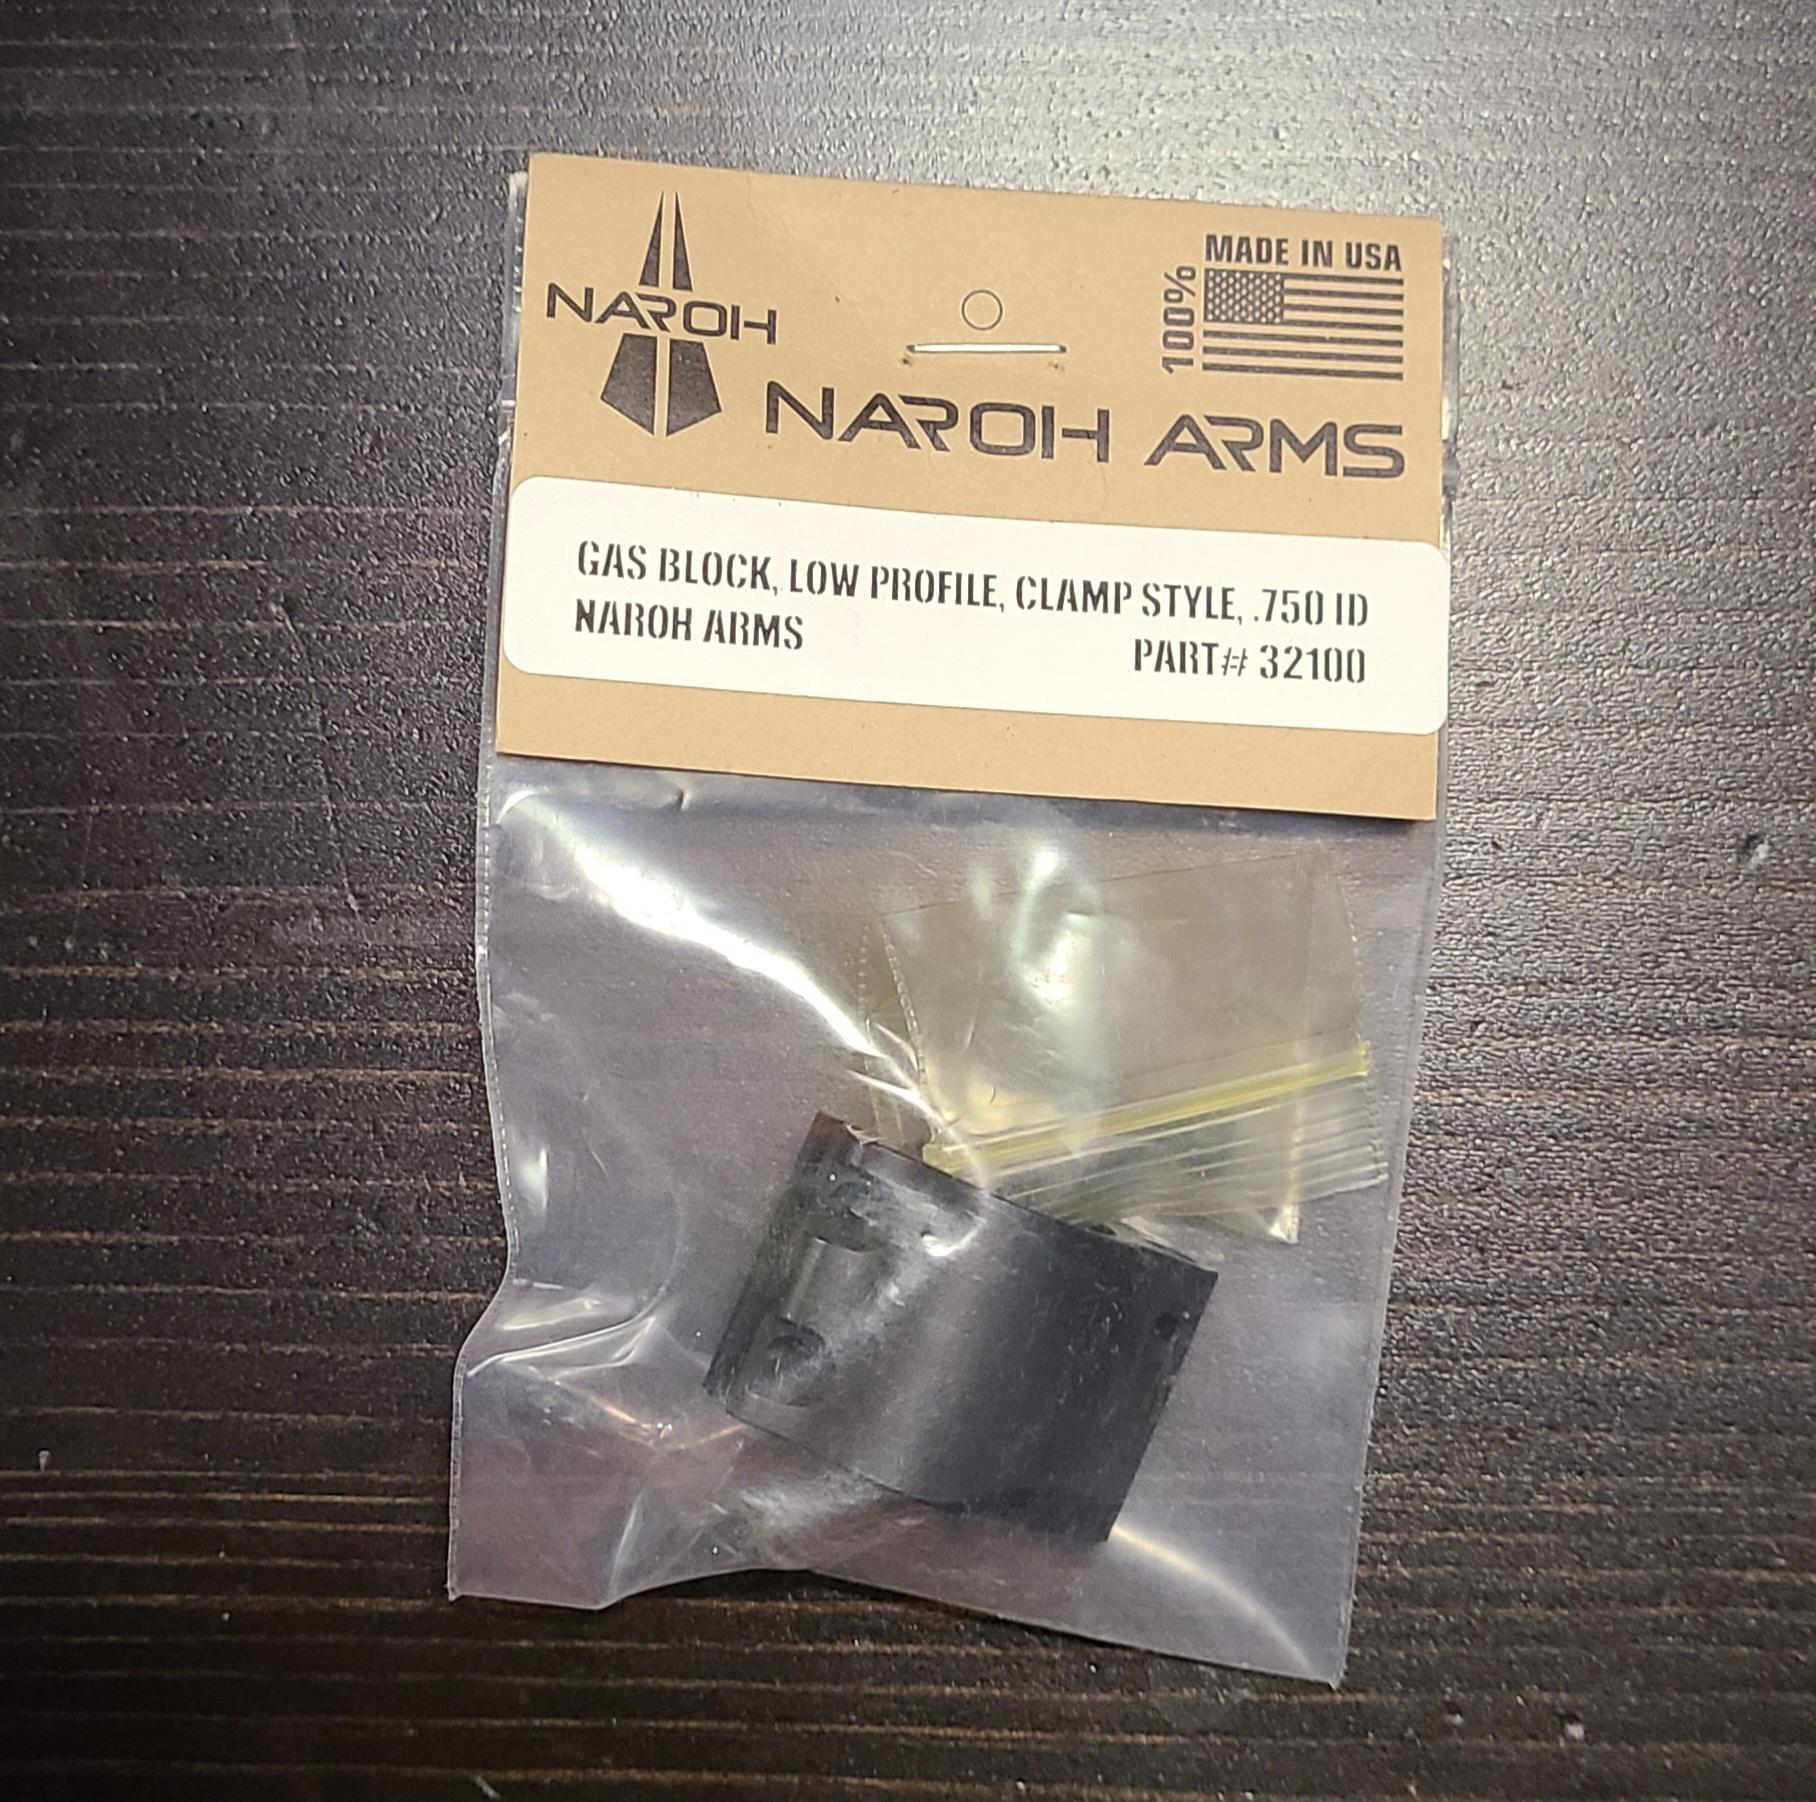 NAROH
MADE IN USA
100%
NAROH ARMS
GAS BLOCK, LOW PROFILE, CLAMP STYLE, .750 ID
NAROH ARMS PART# 32100